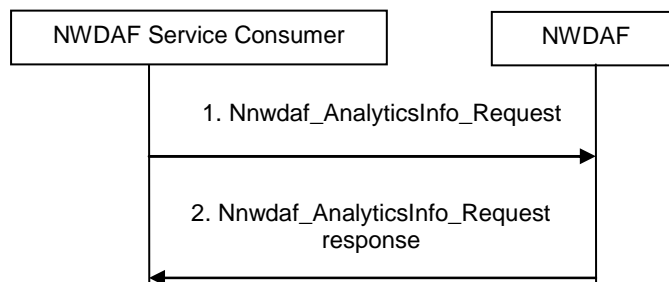 NWDAF Service Consumer
NWDAF
1. Nnwdaf_AnalyticsInfo_Request
2. Nnwdaf_AnalyticsInfo_Request
response